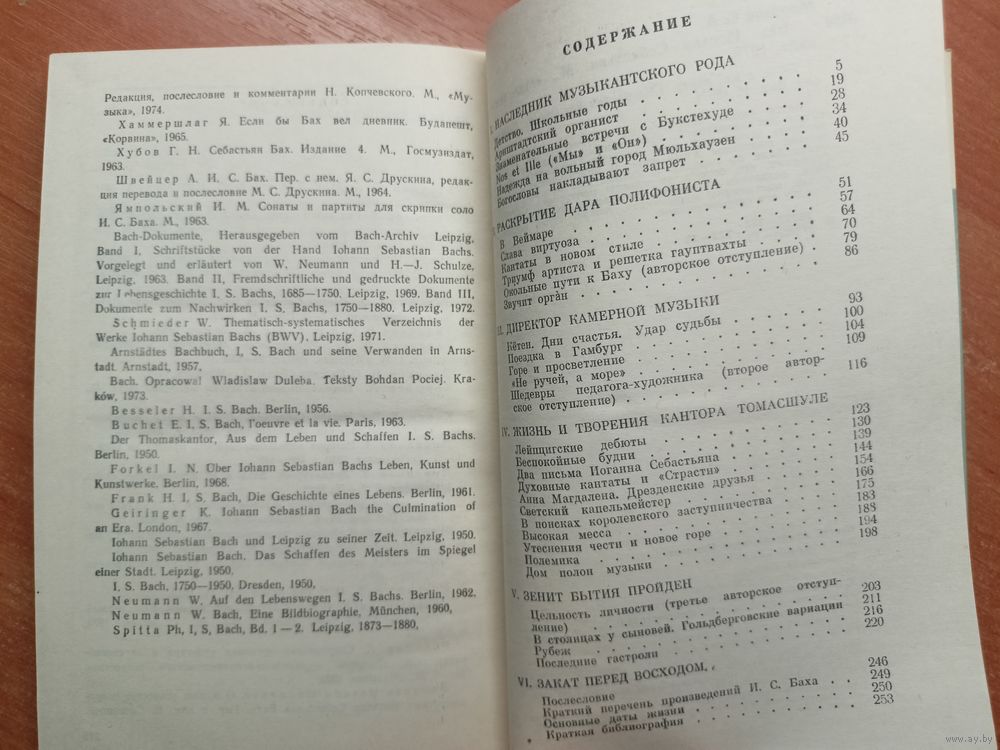 Редакция, послесловие и комментарии Н. Копчевского. М., «Му-
зыка», 1974.
Хаммершлаг Я. Если бы Бах вел дневник. Будапешт,
«Корвина», 1965.
Хубов Г. Н. Себастьян Бах. Издание 4. М., Госмузиздат,
1963.
Швейцер А. И. С. Бах. Пер. с нем. Я. С. Друскина, редак-
ция перевода и послесловие М. С. Друскина. М., 1964.
Ямпольский И. М. Сонаты и партиты для скрипки соло
И. С. Баха. М., 1963.
Bach-Dokumente, Herausgegeben vom Bach-Archiv Leipzig,
Band I, Schriftstücke von der Hand Iohann Sebastian Bachs.
Vorgelegt und erläutert von W. Neumann und H.—J. Schulze,
Leipzig. 1963. Band II, Fremdschriftliche und gedruckte Dokumente
zur Lebensgeschichte I. S. Bachs, 1685—1750. Leipzig, 1969. Band III,
Dokumente zum Nachwirken I. S. Bachs, 1750—1880. Leipzig, 1972.
Schmieder W. Thematisch-systematisches Verzeichnis der
Werke Iohann Sebastian Bachs (BWV), Leipzig, 1971.
Arnstädtes Bachbuch, I, S. Bach und seine Verwanden in Arn-
stadt. Arnstadt, 1957.
Bach. Opracowal Wladislaw Duleba. Teksty Bohdan Pociej. Kra-
ków, 1973.
Besseler H. I. S. Bach. Berlin, 1956.
Buchet E. I. S. Bach, l'oeuvre et la vie. Paris, 1963.
Der Thomaskantor, Aus dem Leben und Schaffen I. S. Bachs.
Berlin, 1950.
Forkel I. N. Über Iohann Sebastian Bachs Leben, Kunst und
Kunstwerke. Berlin, 1968.
Frank H. I. S, Bach, Die Geschichte eines Lebens. Berlin, 1961.
Geiringer K. Iohann Sebastian Bach the Culmination of
an Era. London, 1967.
Iohann Sebastian Bach und Leipzig zu seiner Zeit. Leipzig, 1950.
Iohann Sebastian Bach. Das Schaffen des Meisters im Spiegel
einer Stadt. Leipzig, 1950.
I. S. Bach. 1750—1950, Dresden, 1950,
Neumann W. Auf den Lebenswegen I. S. Bachs. Berlin, 1962.
Neumann W. Bach, Eine Bildbiographie, München, 1960,
Spitta Ph, I, S, Bach, Bd. 1—2. Leipzig, 1873—1880,
СОДЕРЖАНИЕ
НАСЛЕДНИК МУЗЫКАНТСКОГО РОДА
Детство. Школьные годы 5
Арнштадтский органист 19
Знаменательные встречи с Букстехуде 28
Nos et Ille («Мы» и «Он») 34
Надежда на вольный город Мюльхаузен 40
Богословы накладывают запрет 45
РАСКРЫТИЕ ДАРА ПОЛИФОНИСТА
В Веймаре 51
Слава виртуоза 57
Кантаты в новом стиле 64
Триумф артиста и решетка гауптвахты 70
Окольные пути к Баху (авторское отступление) 79
Звучит орган 86
ДИРЕКТОР КАМЕРНОЙ МУЗЫКИ
Кётен. Дни счастья. Удар судьбы 93
Поездка в Гамбург 100
Горе и просветление 104
«Не ручей, а море» 109
Шедевры педагога-художника (второе автор-
ское отступление) 116
IV. ЖИЗНЬ И ТВОРЕНИЯ КАНТОРА ТОМАСШУЛЕ
Лейпцигские дебюты 123
Беспокойные будни 130
Два письма Иоганна Себастьяна 139
Духовные кантаты и «Страсти» 144
Анна Магдалена. Дрезденские друзья 154
Светский капельмейстер 166
В поисках королевского заступничества 175
Высокая месса 183
Утеснения чести и новое горе 188
Полемика 194
Дом полон музыки 198
V. ЗЕНИТ БЫТИЯ ПРОЙДЕН
Цельность личности (третье авторское отступ-
ление) 203
В столицах у сыновей. Гольдберговские вариации 211
Рубеж 216
Последние гастроли 220
VI. ЗАКАТ ПЕРЕД ВОСХОДОМ.
Послесловие 246
Краткий перечень произведений И. С. Баха 249
Основные даты жизни 250
Краткая библиография 253
www.ay.by